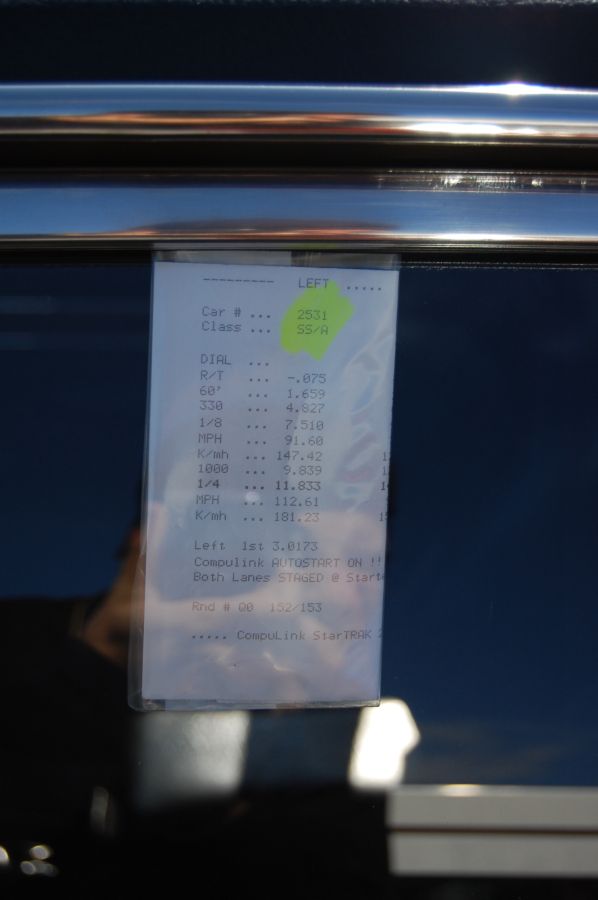 --------- LEFT .....
Car # ... 2531
Class ... SS/A
DIAL ...
R/T ... -.075
60' ... 1.659
330 ... 4.827
1/8 ... 7.510
MPH ... 91.60
K/mh ... 147.42
1000 ... 9.839
1/4 ... 11.833
MPH ... 112.61
K/mh ... 181.23
Left 1st 3.0173
Compulink AUTOSTART ON !!
Both Lanes STAGED @ Start
Rnd # Q0 152/153
..... CompuLink StarTRAK